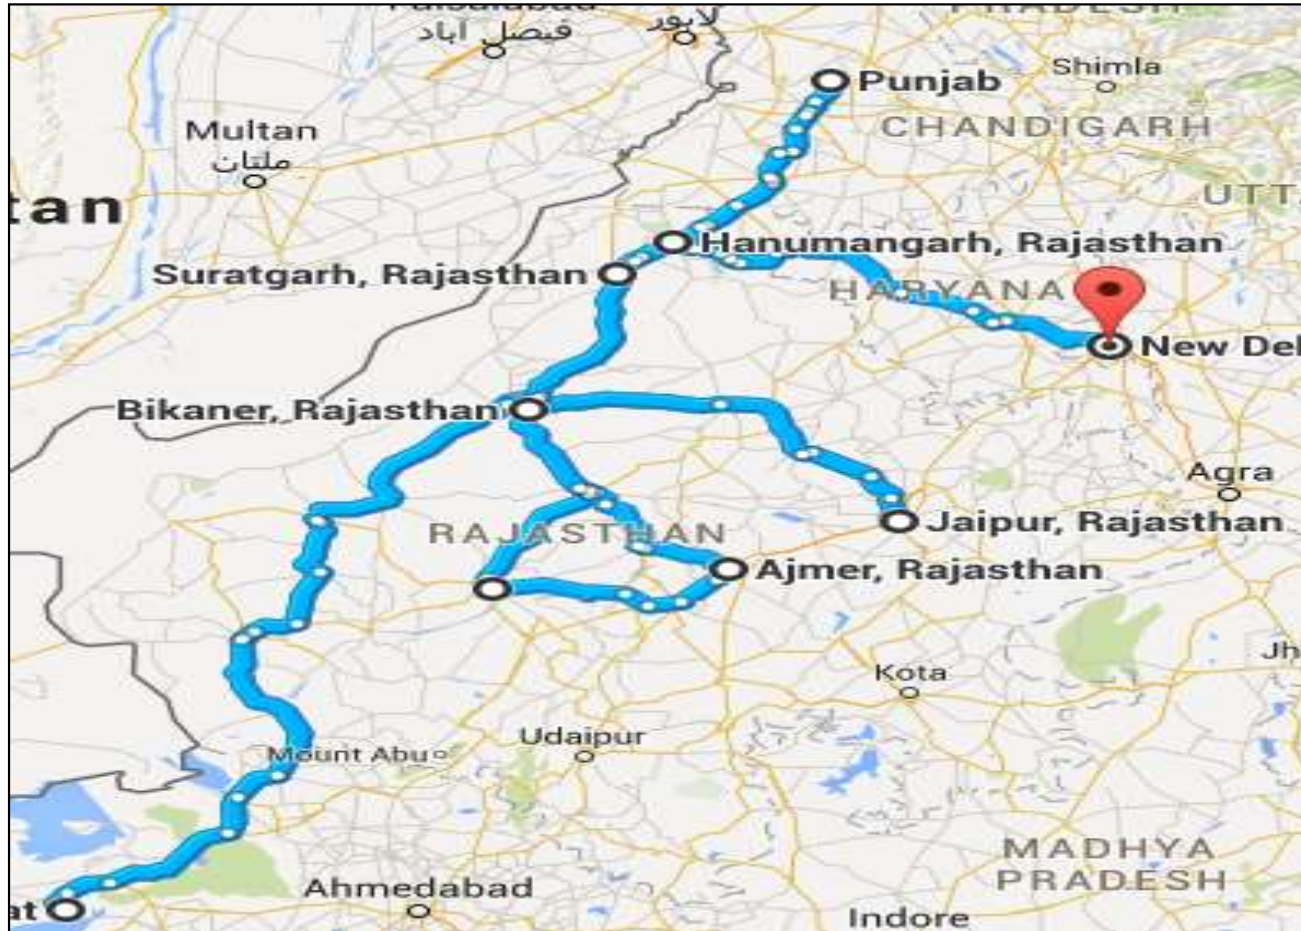 لاہور
فیصل آباد
Punjab
Shimla
Multan
ملتان
CHANDIGARH
tan
UTT
Hanumangarh, Rajasthan
Suratgarh, Rajasthan
HARYANA
New Del
Bikaner, Rajasthan
Agra
RAJASTHAN
Jaipur, Rajasthan
Ajmer, Rajasthan
Jh
Kota
Udaipur
Mount Abu
MADHYA
PRADESH
Ahmedabad
at
Indore